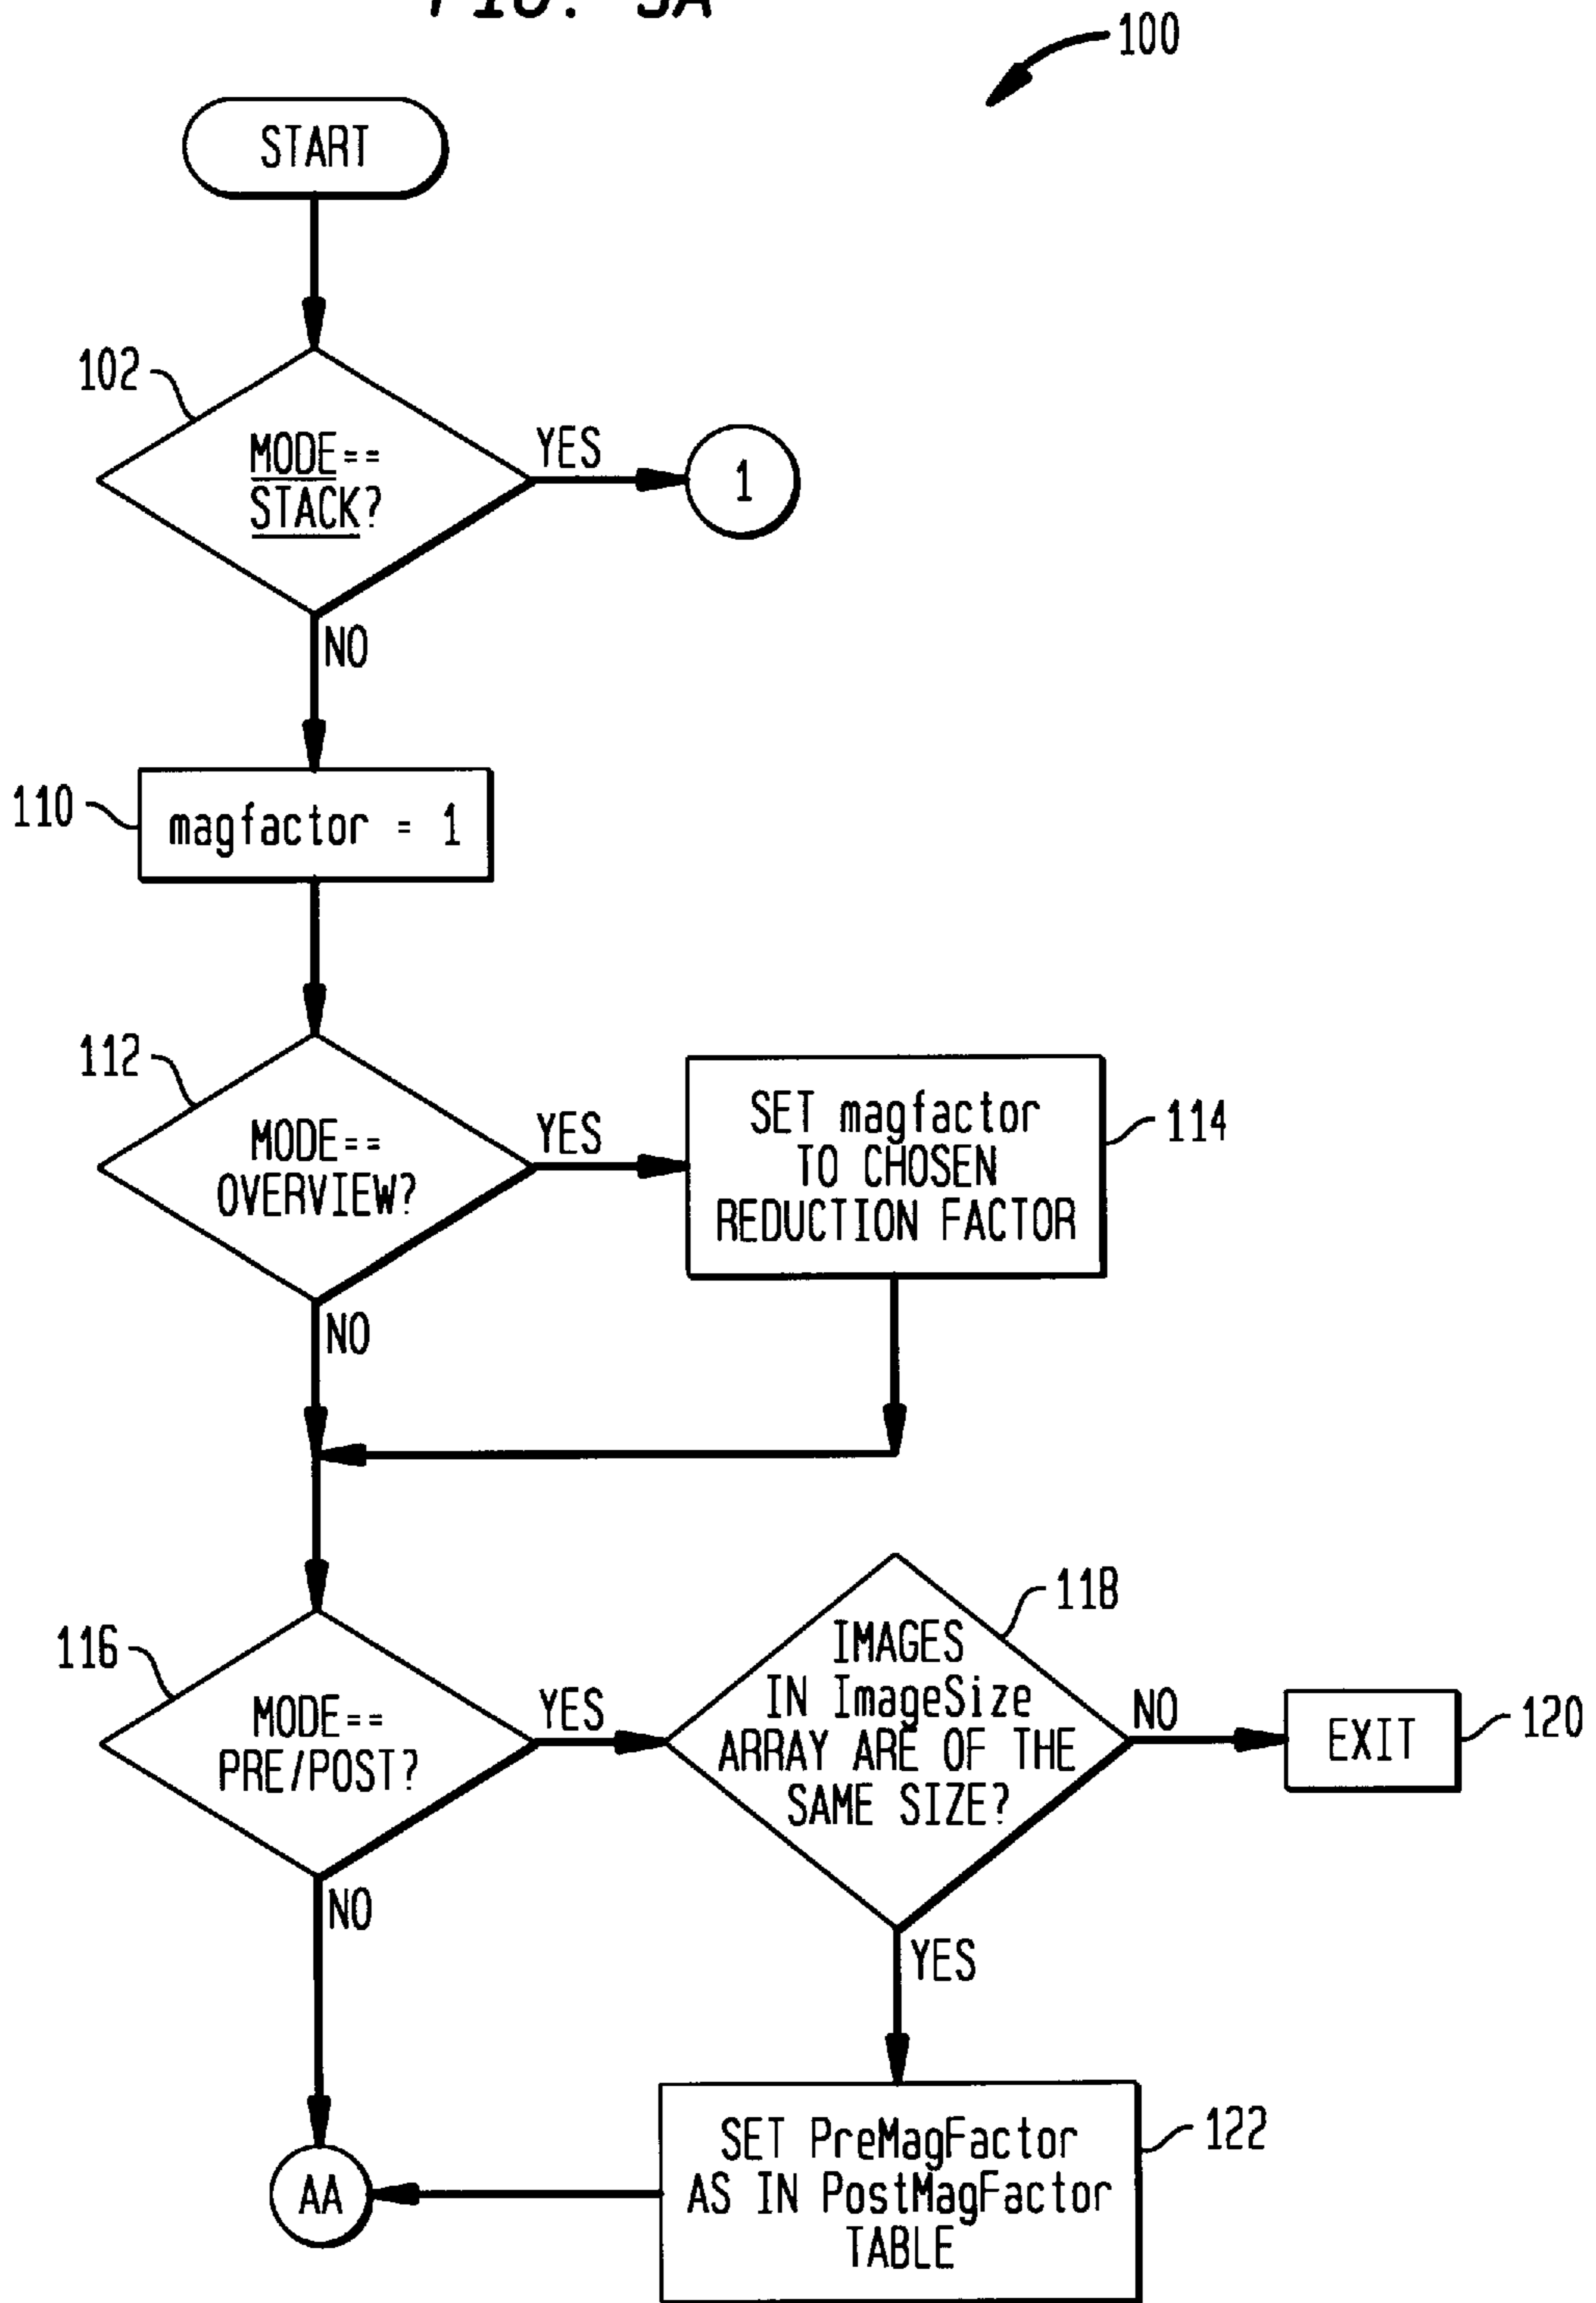 FIG. 3A
100
START
102
MODE==
STACK?
YES
1
NO
110
magfactor = 1
112
MODE==
OVERVIEW?
YES
SET magfactor
TO CHOSEN
REDUCTION FACTOR
114
NO
116
MODE==
PRE/POST?
YES
IMAGES
IN ImageSize
ARRAY ARE OF THE
SAME SIZE?
118
NO
EXIT
120
NO
YES
AA
SET PreMagFactor
AS IN PostMagFactor
TABLE
122